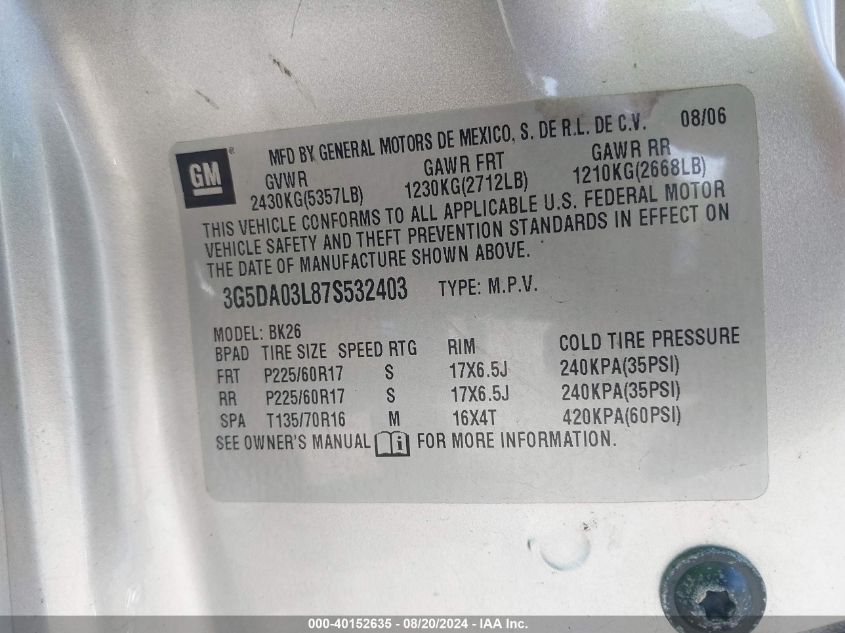 MFD BY GENERAL MOTORS DE MEXICO, S. DE R.L. DE C.V. 08/06
GM®
GVWR GAWR FRT GAWR RR
2430KG(5357LB) 1230KG(2712LB) 1210KG(2668LB)
THIS VEHICLE CONFORMS TO ALL APPLICABLE U.S. FEDERAL MOTOR
VEHICLE SAFETY AND THEFT PREVENTION STANDARDS IN EFFECT ON
THE DATE OF MANUFACTURE SHOWN ABOVE.
3G5DA03L87S532403 TYPE: M.P.V.
MODEL: BK26
BPAD TIRE SIZE SPEED RTG RIM COLD TIRE PRESSURE
FRT P225/60R17 S 17X6.5J 240KPA(35PSI)
RR P225/60R17 S 17X6.5J 240KPA(35PSI)
SPA T135/70R16 M 16X4T 420KPA(60PSI)
SEE OWNER'S MANUAL i FOR MORE INFORMATION.
000-40152635 - 08/20/2024 - IAA Inc.